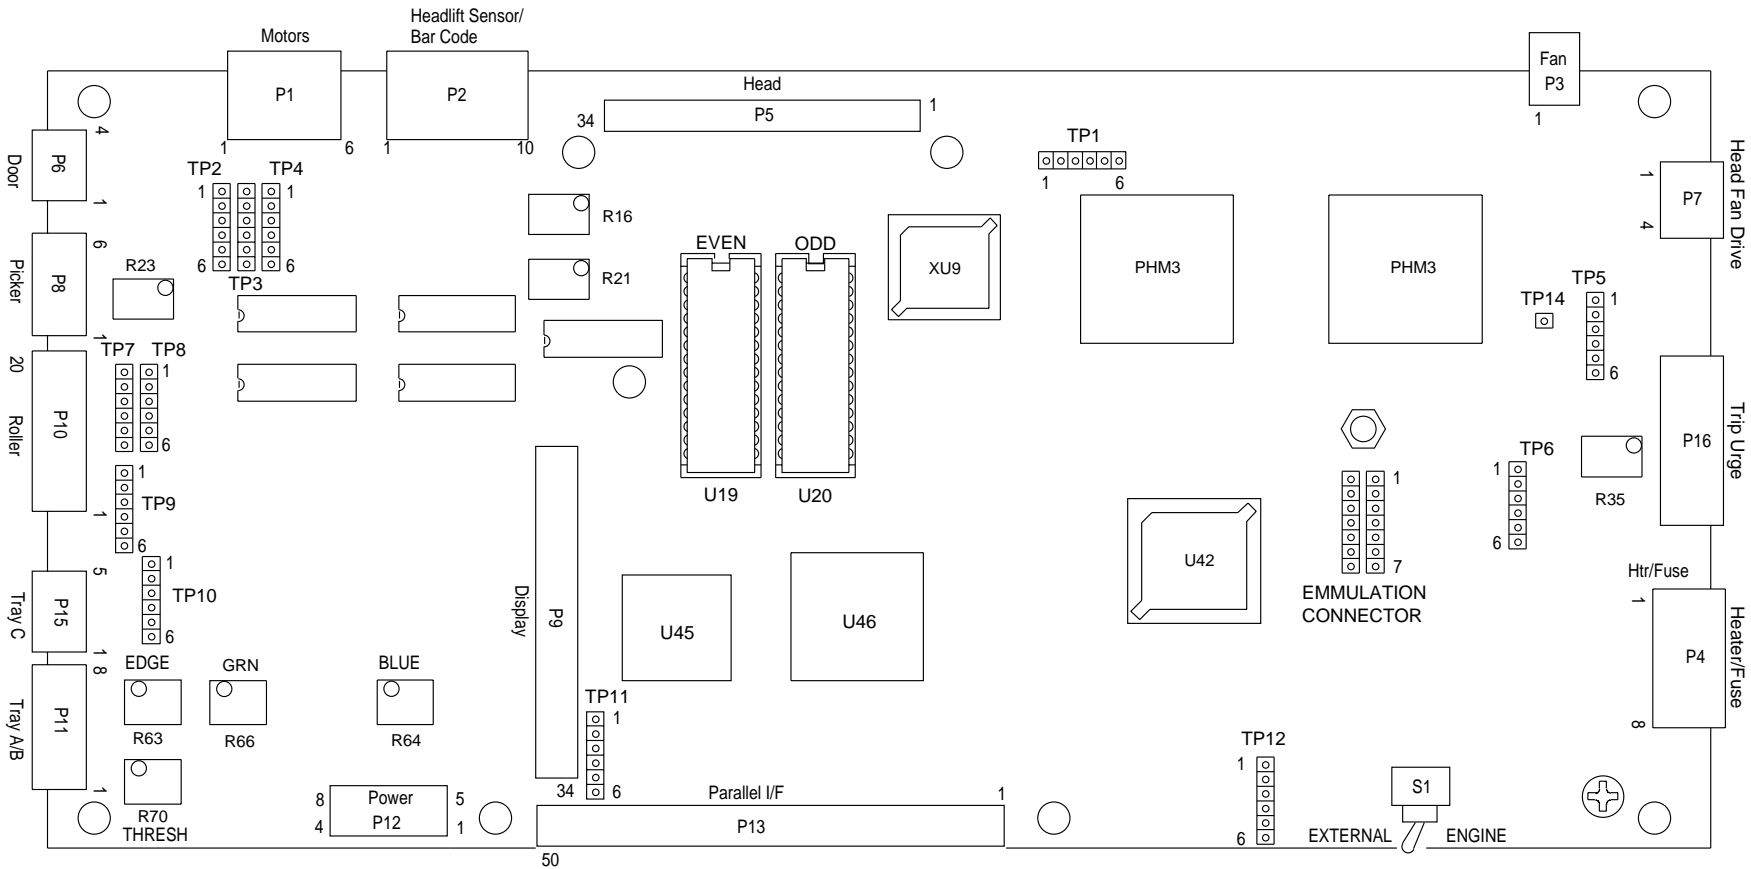 Headlift Sensor/
Bar Code
Motors
P1
1 6
P2
1 10
Head
34 P5 1
Fan
P3
1
TP1
1 6
4
P6
Door
1
TP2 TP4
1 1
6 6
TP3
R16
R21
EVEN ODD
U19 U20
XU9
PHM3
PHM3
1
P7
4
Head Fan Drive
6
P8
Picker
1
R23
TP5
1
6
TP14
20
P10
Roller
1
TP7 TP8
1
6
1
TP9
6
P16
Trip Urge
TP6
1
6
R35
1
7
EMMULATION
CONNECTOR
U42
5
P15
Tray C
1
1
TP10
6
Display
P9
34
U45
U46
Htr/Fuse
1
P4
8
Heater/Fuse
8
P11
Tray A/B
1
EDGE
R63
GRN
R66
BLUE
R64
R70
THRESH
TP11
1
6
8 Power 5
4 P12 1
Parallel I/F
1
P13
50
TP12
1
6
S1
EXTERNAL ENGINE